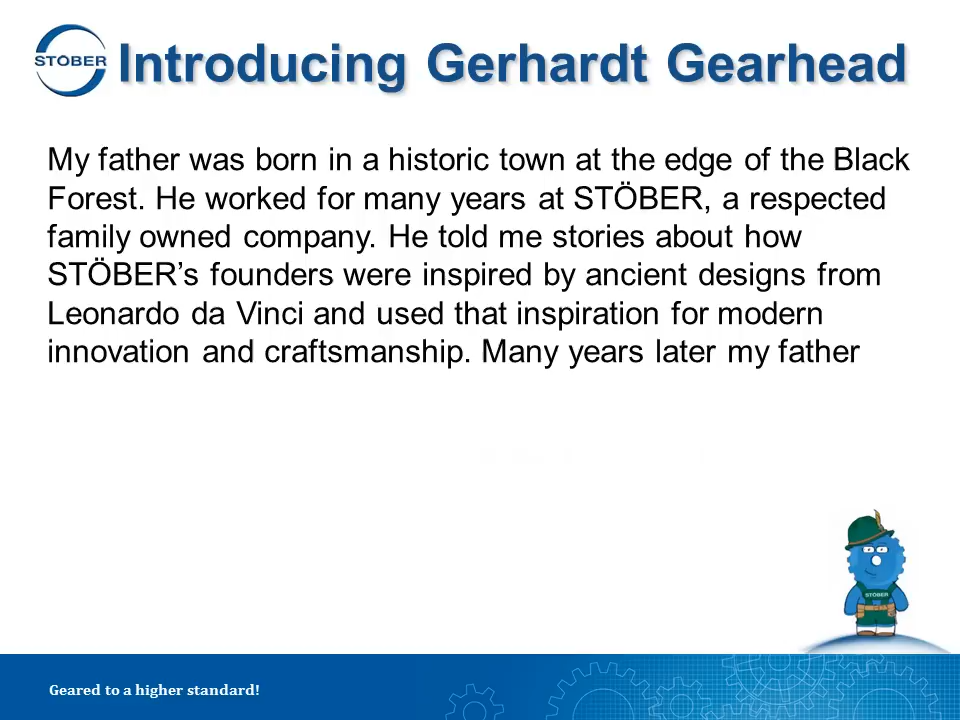 STÖBER
Introducing Gerhardt Gearhead
My father was born in a historic town at the edge of the Black
Forest. He worked for many years at STÖBER, a respected
family owned company. He told me stories about how
STÖBER’s founders were inspired by ancient designs from
Leonardo da Vinci and used that inspiration for modern
innovation and craftsmanship. Many years later my father
STÖBER
Geared to a higher standard!